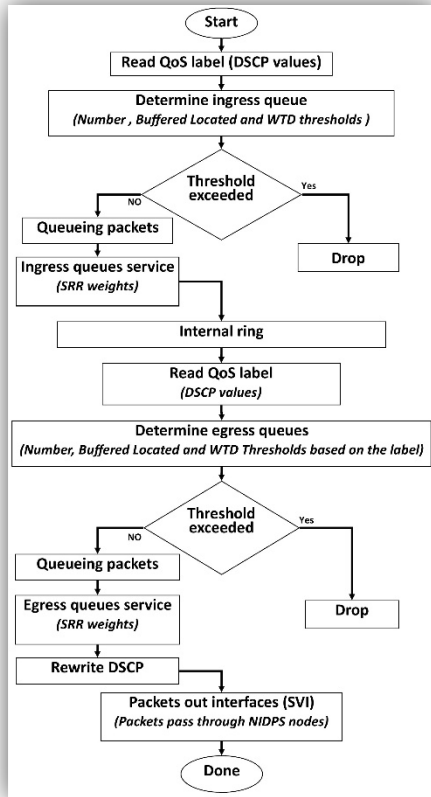 Start
Read QoS label (DSCP values)
Determine ingress queue
(Number , Buffered Located and WTD thresholds )
Threshold
exceeded
NO
Yes
Queueing packets
Drop
Ingress queues service
(SRR weights)
Internal ring
Read QoS label
(DSCP values)
Determine egress queues
(Number, Buffered Located and WTD Thresholds based on the label)
Threshold
exceeded
NO
Yes
Queueing packets
Drop
Egress queues service
(SRR weights)
Rewrite DSCP
Packets out interfaces (SVI)
(Packets pass through NIDPS nodes)
Done